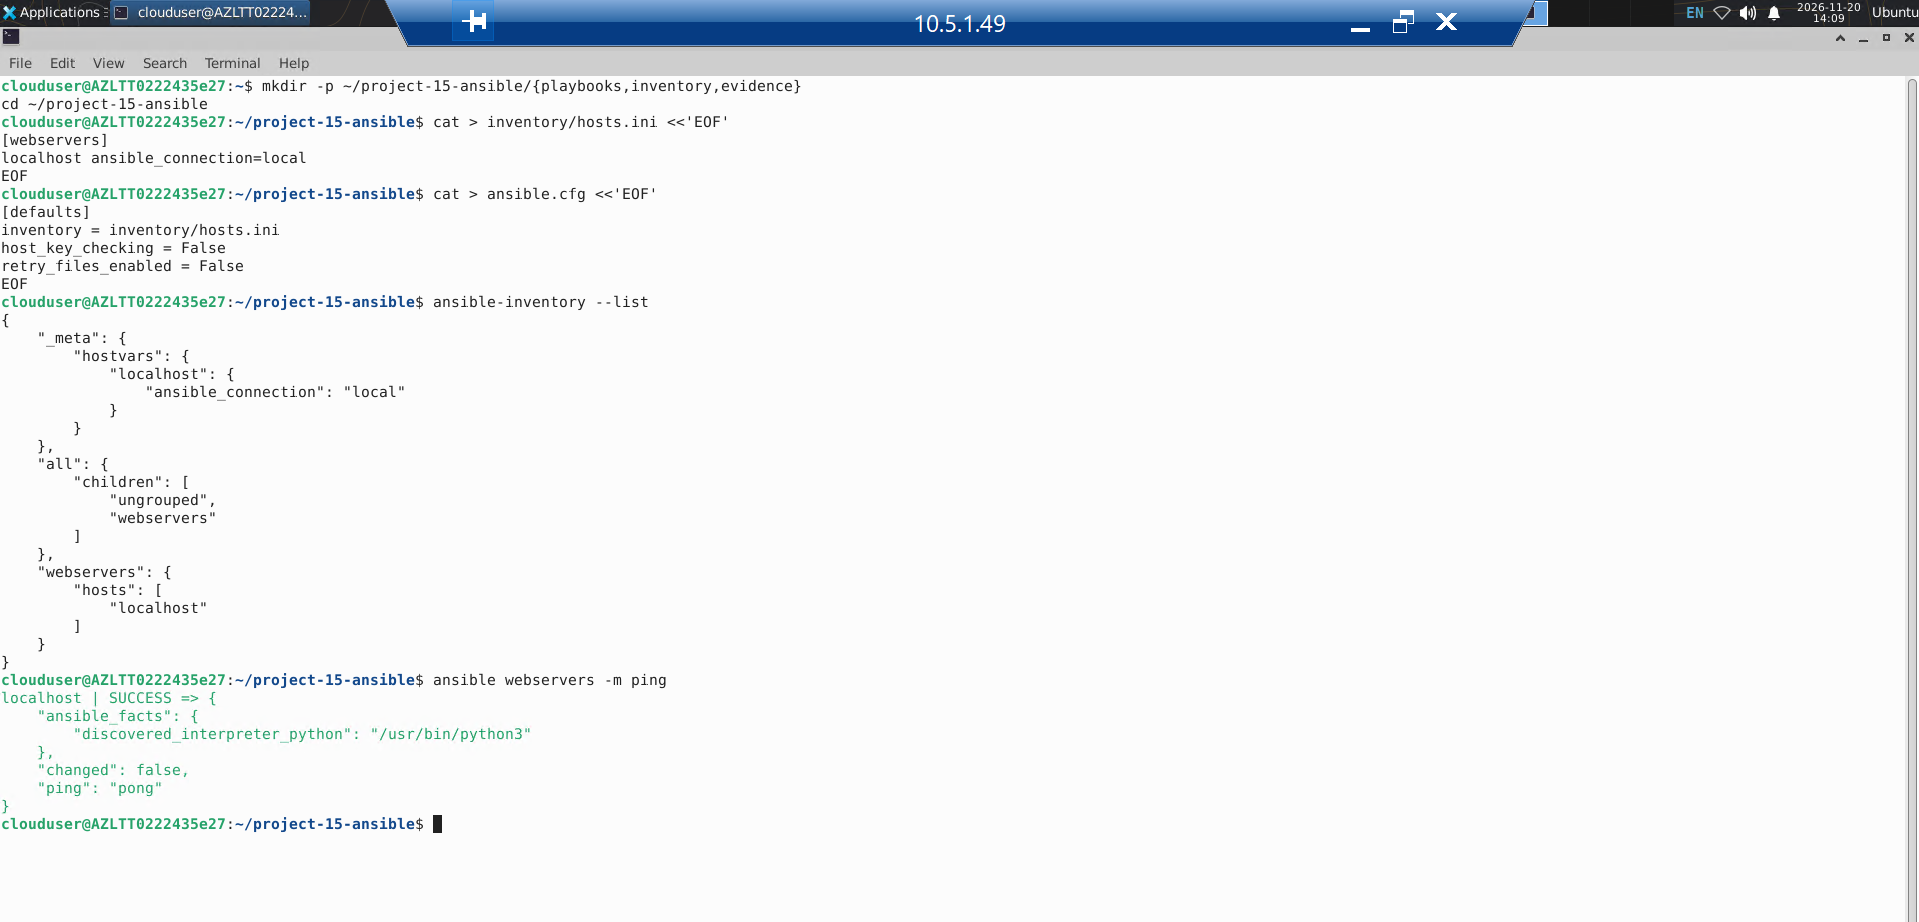 Applications
clouduser@AZLTT02224...
10.5.1.49
EN
2026-11-20
14:09
Ubuntu
File Edit View Search Terminal Help
clouduser@AZLTT0222435e27:~$ mkdir -p ~/project-15-ansible/{playbooks,inventory,evidence}
cd ~/project-15-ansible
clouduser@AZLTT0222435e27:~/project-15-ansible$ cat > inventory/hosts.ini <<'EOF'
[webservers]
localhost ansible_connection=local
EOF
clouduser@AZLTT0222435e27:~/project-15-ansible$ cat > ansible.cfg <<'EOF'
[defaults]
inventory = inventory/hosts.ini
host_key_checking = False
retry_files_enabled = False
EOF
clouduser@AZLTT0222435e27:~/project-15-ansible$ ansible-inventory --list
{
    "_meta": {
        "hostvars": {
            "localhost": {
                "ansible_connection": "local"
            }
        }
    },
    "all": {
        "children": [
            "ungrouped",
            "webservers"
        ]
    },
    "webservers": {
        "hosts": [
            "localhost"
        ]
    }
}
clouduser@AZLTT0222435e27:~/project-15-ansible$ ansible webservers -m ping
localhost | SUCCESS => {
    "ansible_facts": {
        "discovered_interpreter_python": "/usr/bin/python3"
    },
    "changed": false,
    "ping": "pong"
}
clouduser@AZLTT0222435e27:~/project-15-ansible$